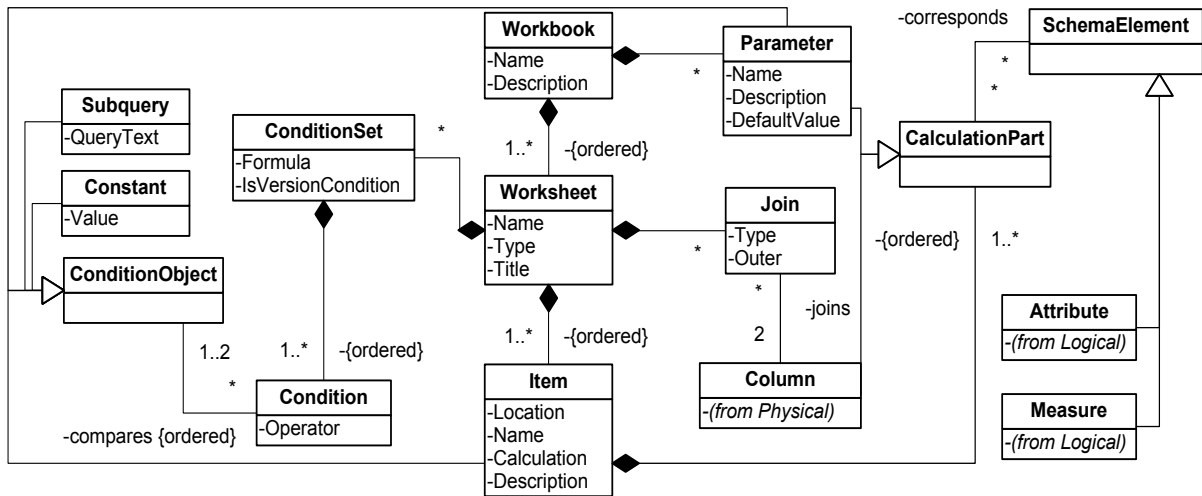 -corresponds
SchemaElement
Workbook
-Name
-Description
*
Parameter
-Name
-Description
-DefaultValue
*
*
Subquery
-QueryText
ConditionSet
-Formula
-IsVersionCondition
*
1..*
-{ordered}
CalculationPart
Constant
-Value
Worksheet
-Name
-Type
-Title
*
Join
-Type
-Outer
-{ordered}
1..*
ConditionObject
1..2
*
-compares {ordered}
1..*
-{ordered}
Condition
-Operator
1..*
-{ordered}
*
-joins
2
Item
-Location
-Name
-Calculation
-Description
Column
-(from Physical)
Attribute
-(from Logical)
Measure
-(from Logical)